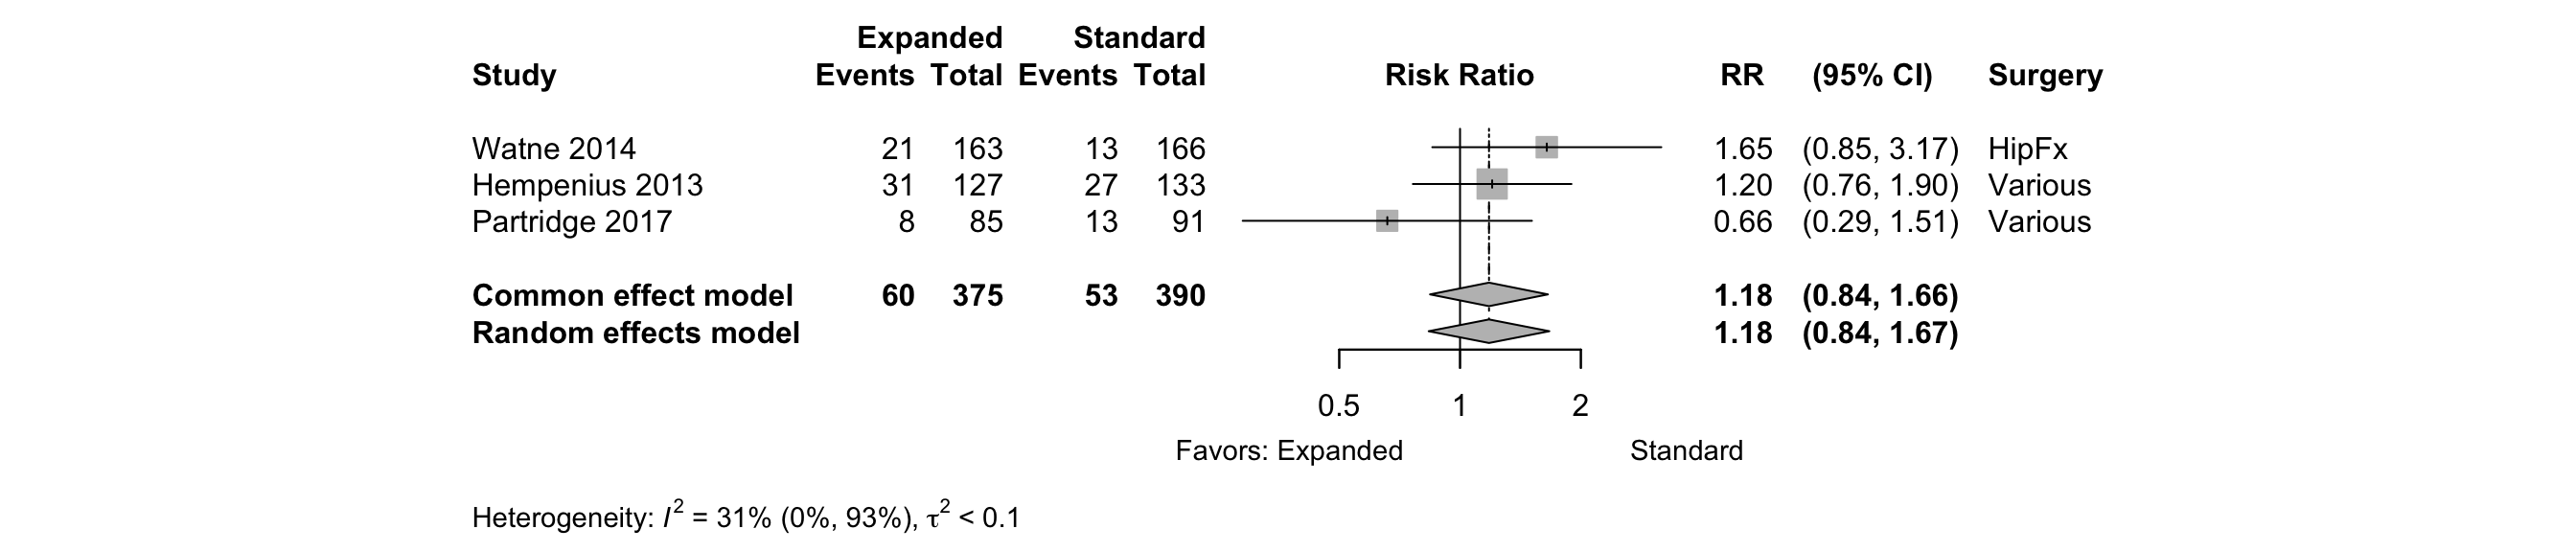 Expanded Standard
Study Events Total Events Total Risk Ratio RR (95% CI) Surgery
Watne 2014 21 163 13 166 1.65 (0.85, 3.17) HipFx
Hempenius 2013 31 127 27 133 1.20 (0.76, 1.90) Various
Partridge 2017 8 85 13 91 0.66 (0.29, 1.51) Various
Common effect model 60 375 53 390 1.18 (0.84, 1.66)
Random effects model 1.18 (0.84, 1.67)
0.5 1 2
Favors: Expanded Standard
Heterogeneity: I² = 31% (0%, 93%), τ² < 0.1